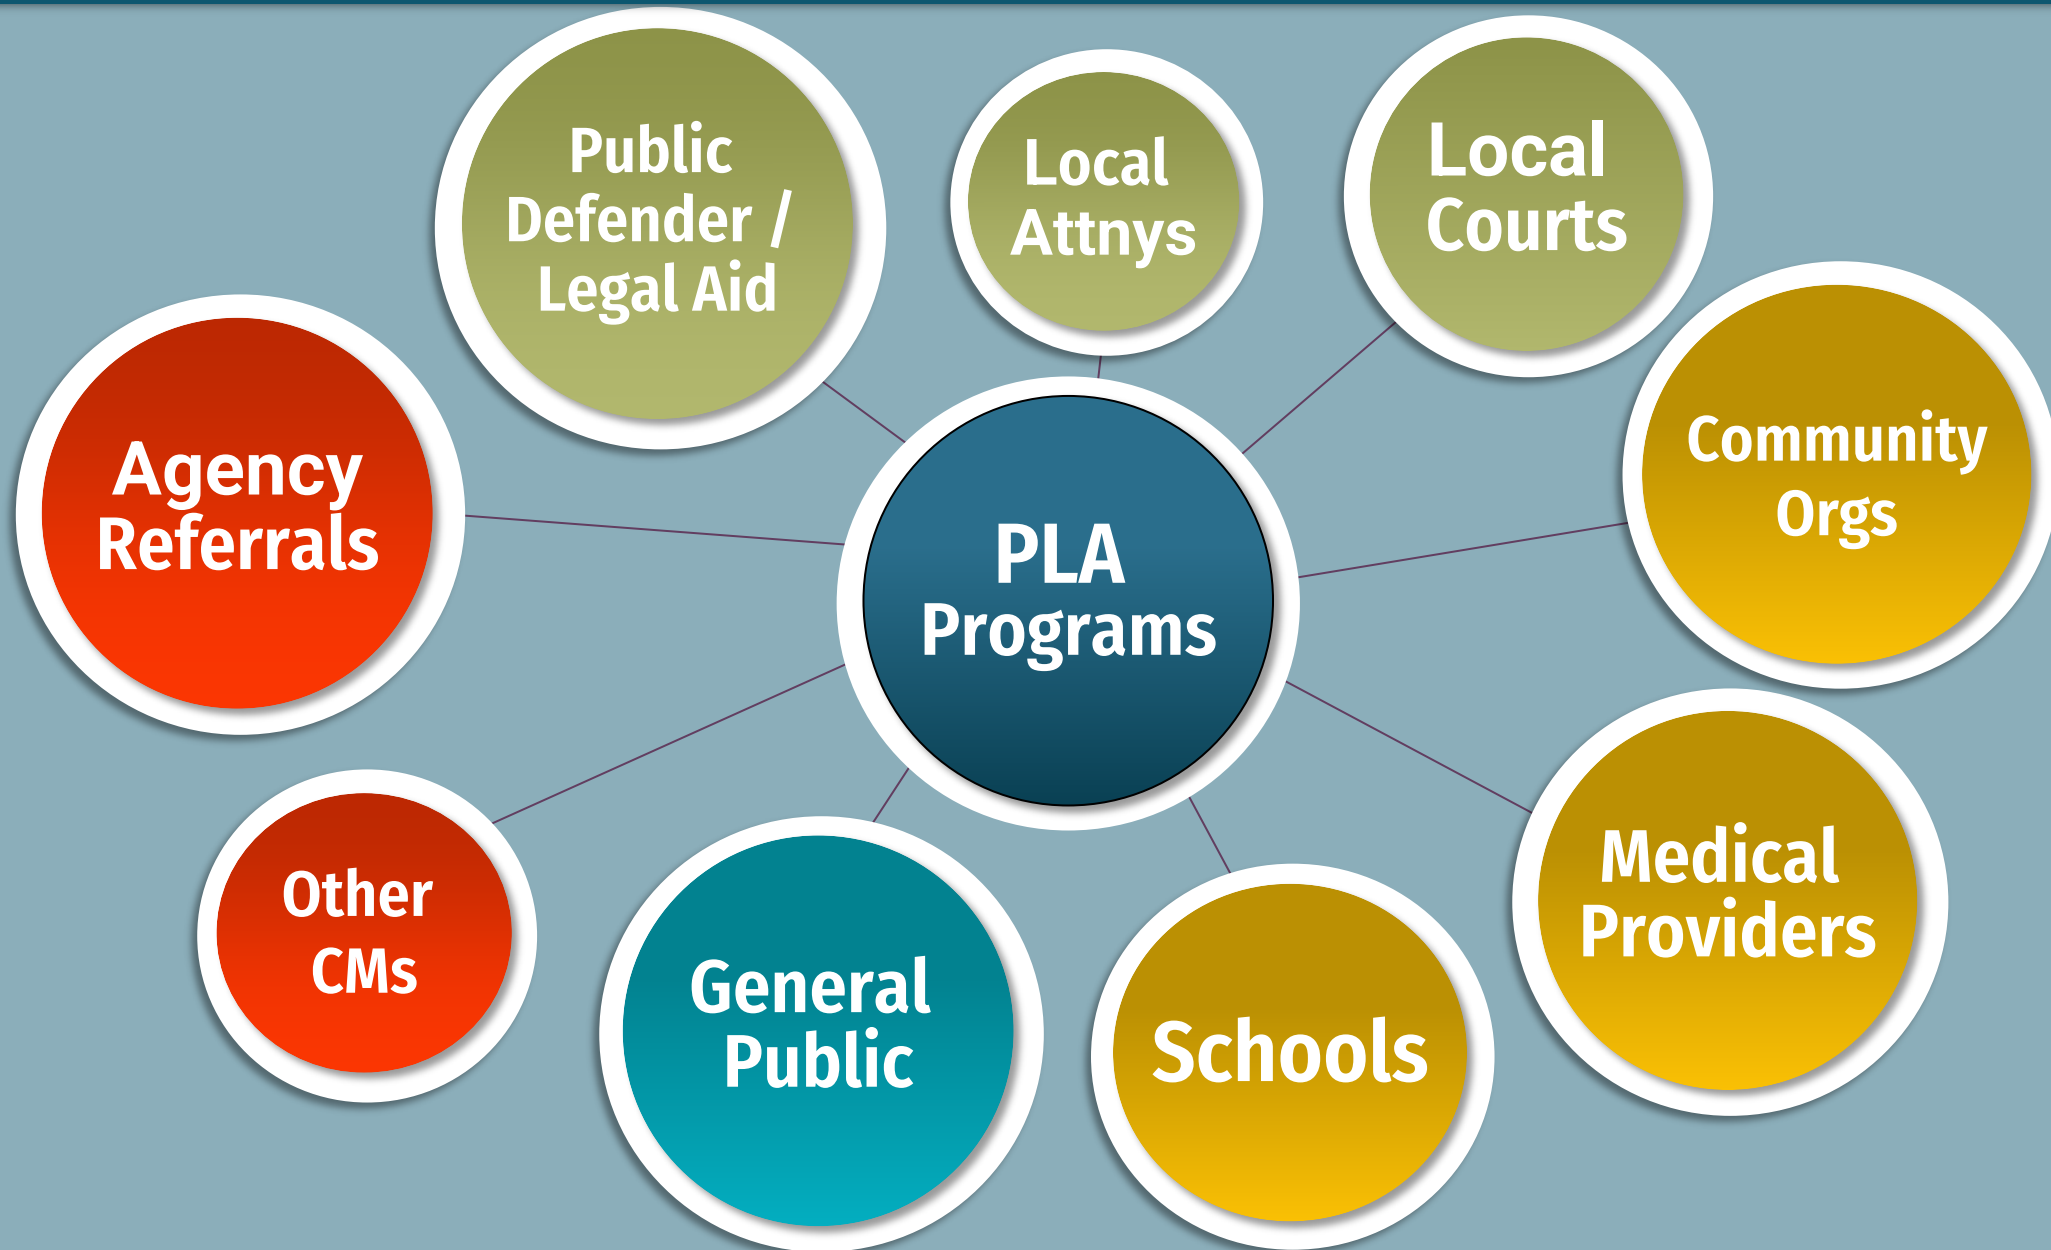 Public
Defender /
Legal Aid
Local
Attnys
Local
Courts
Agency
Referrals
Community
Orgs
PLA
Programs
Other
CMs
General
Public
Schools
Medical
Providers